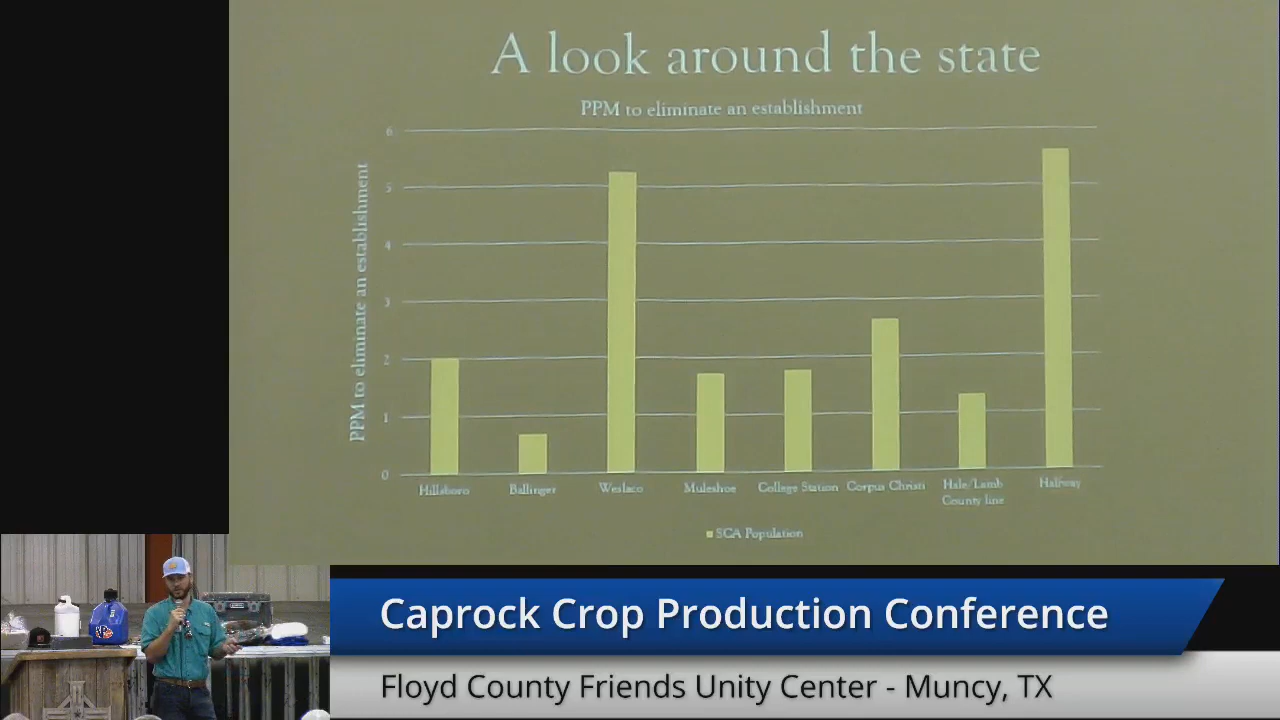 A look around the state
PPM to eliminate an establishment
PPM to eliminate an establishment
6
5
4
3
2
1
0
Hillsboro
Ballinger
Weslaco
Muleshoe
College Station
Corpus Christi
Hale/Lamb
County line
Halfway
SCA Population
Caprock Crop Production Conference
Floyd County Friends Unity Center - Muncy, TX